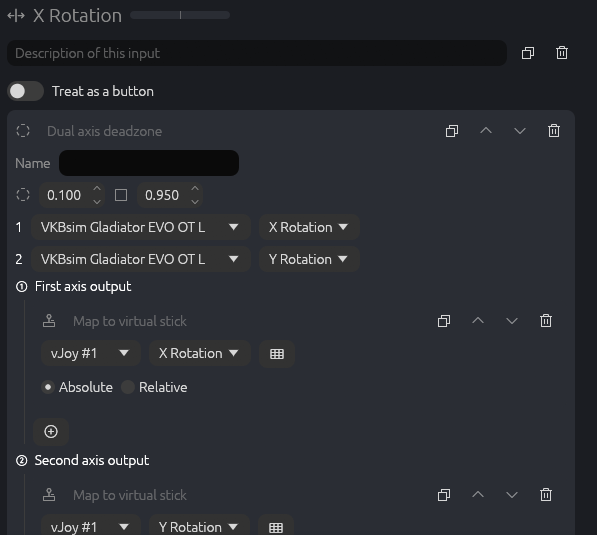 X Rotation
Description of this input
Treat as a button
Dual axis deadzone
Name
0.100 0.950
1 VKBsim Gladiator EVO OT L X Rotation
2 VKBsim Gladiator EVO OT L Y Rotation
① First axis output
Map to virtual stick
vJoy #1 X Rotation
Absolute Relative
② Second axis output
Map to virtual stick
vJoy #1 Y Rotation